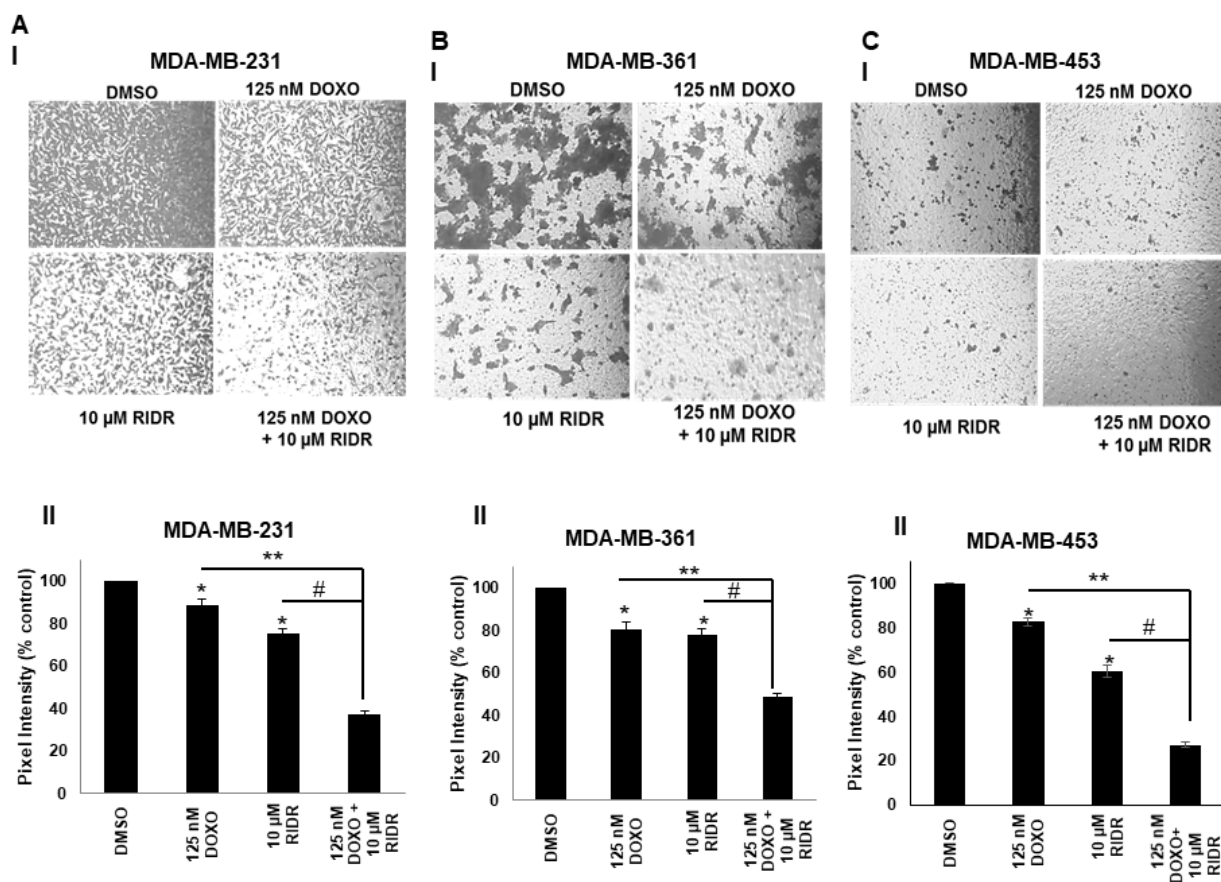 A
I
MDA-MB-231
DMSO
125 nM DOXO
10 µM RIDR
125 nM DOXO
+ 10 µM RIDR
B
I
MDA-MB-361
DMSO
125 nM DOXO
10 µM RIDR
125 nM DOXO
+ 10 µM RIDR
C
I
MDA-MB-453
DMSO
125 nM DOXO
10 µM RIDR
125 nM DOXO
+ 10 µM RIDR
II
MDA-MB-231
Pixel Intensity (% control)
100
80
60
40
20
0
*
*
**
#
DMSO
125 nM
DOXO
10 µM
RIDR
125 nM
DOXO +
10 µM
RIDR
II
MDA-MB-361
Pixel Intensity (% control)
100
80
60
40
20
0
*
*
**
#
DMSO
125 nM
DOXO
10 µM
RIDR
125 nM
DOXO +
10 µM
RIDR
II
MDA-MB-453
Pixel Intensity (% control)
100
80
60
40
20
0
*
*
**
#
DMSO
125 nM
DOXO
10 µM
RIDR
125 nM
DOXO+
10 µM
RIDR